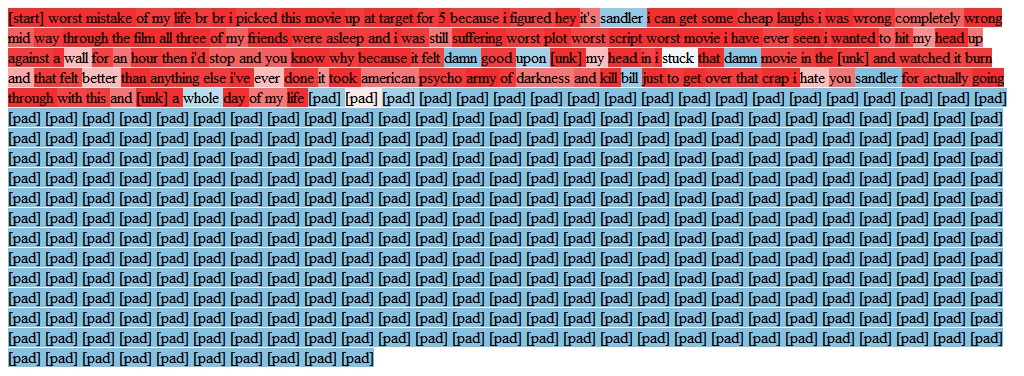 [start] worst mistake of my life br br i picked this movie up at target for 5 because i figured hey it's sandler i can get some cheap laughs i was wrong completely wrong
mid way through the film all three of my friends were asleep and i was still suffering worst plot worst script worst movie i have ever seen i wanted to hit my head up
against a wall for an hour then i'd stop and you know why because it felt damn good upon [unk] my head in i stuck that damn movie in the [unk] and watched it burn
and that felt better than anything else i've ever done it took american psycho army of darkness and kill bill just to get over that crap i hate you sandler for actually going
through with this and [unk] a whole day of my life [pad] [pad] [pad] [pad] [pad] [pad] [pad] [pad] [pad] [pad] [pad] [pad] [pad] [pad] [pad] [pad] [pad] [pad] [pad]
[pad] [pad] [pad] [pad] [pad] [pad] [pad] [pad] [pad] [pad] [pad] [pad] [pad] [pad] [pad] [pad] [pad] [pad] [pad] [pad] [pad] [pad] [pad] [pad] [pad] [pad] [pad]
[pad] [pad] [pad] [pad] [pad] [pad] [pad] [pad] [pad] [pad] [pad] [pad] [pad] [pad] [pad] [pad] [pad] [pad] [pad] [pad] [pad] [pad] [pad] [pad] [pad] [pad] [pad]
[pad] [pad] [pad] [pad] [pad] [pad] [pad] [pad] [pad] [pad] [pad] [pad] [pad] [pad] [pad] [pad] [pad] [pad] [pad] [pad] [pad] [pad] [pad] [pad] [pad] [pad] [pad]
[pad] [pad] [pad] [pad] [pad] [pad] [pad] [pad] [pad] [pad] [pad] [pad] [pad] [pad] [pad] [pad] [pad] [pad] [pad] [pad] [pad] [pad] [pad] [pad] [pad] [pad] [pad]
[pad] [pad] [pad] [pad] [pad] [pad] [pad] [pad] [pad] [pad] [pad] [pad] [pad] [pad] [pad] [pad] [pad] [pad] [pad] [pad] [pad] [pad] [pad] [pad] [pad] [pad] [pad]
[pad] [pad] [pad] [pad] [pad] [pad] [pad] [pad] [pad] [pad] [pad] [pad] [pad] [pad] [pad] [pad] [pad] [pad] [pad] [pad] [pad] [pad] [pad] [pad] [pad] [pad] [pad]
[pad] [pad] [pad] [pad] [pad] [pad] [pad] [pad] [pad] [pad] [pad] [pad] [pad] [pad] [pad] [pad] [pad] [pad] [pad] [pad] [pad] [pad] [pad] [pad] [pad] [pad] [pad]
[pad] [pad] [pad] [pad] [pad] [pad] [pad] [pad] [pad] [pad] [pad] [pad] [pad] [pad] [pad] [pad] [pad] [pad] [pad] [pad] [pad] [pad] [pad] [pad] [pad] [pad] [pad]
[pad] [pad] [pad] [pad] [pad] [pad] [pad] [pad] [pad] [pad] [pad] [pad] [pad] [pad] [pad] [pad] [pad] [pad] [pad] [pad] [pad] [pad] [pad] [pad] [pad] [pad] [pad]
[pad] [pad] [pad] [pad] [pad] [pad] [pad] [pad] [pad] [pad] [pad] [pad] [pad] [pad] [pad] [pad] [pad] [pad] [pad] [pad] [pad] [pad] [pad] [pad] [pad] [pad] [pad]
[pad] [pad] [pad] [pad] [pad] [pad] [pad] [pad] [pad] [pad] [pad] [pad] [pad] [pad] [pad] [pad] [pad] [pad] [pad] [pad] [pad] [pad] [pad] [pad] [pad] [pad] [pad]
[pad] [pad] [pad] [pad] [pad] [pad] [pad] [pad] [pad] [pad] [pad] [pad] [pad] [pad] [pad] [pad] [pad] [pad] [pad] [pad] [pad] [pad] [pad] [pad] [pad] [pad] [pad]
[pad] [pad] [pad] [pad] [pad] [pad] [pad] [pad] [pad] [pad]